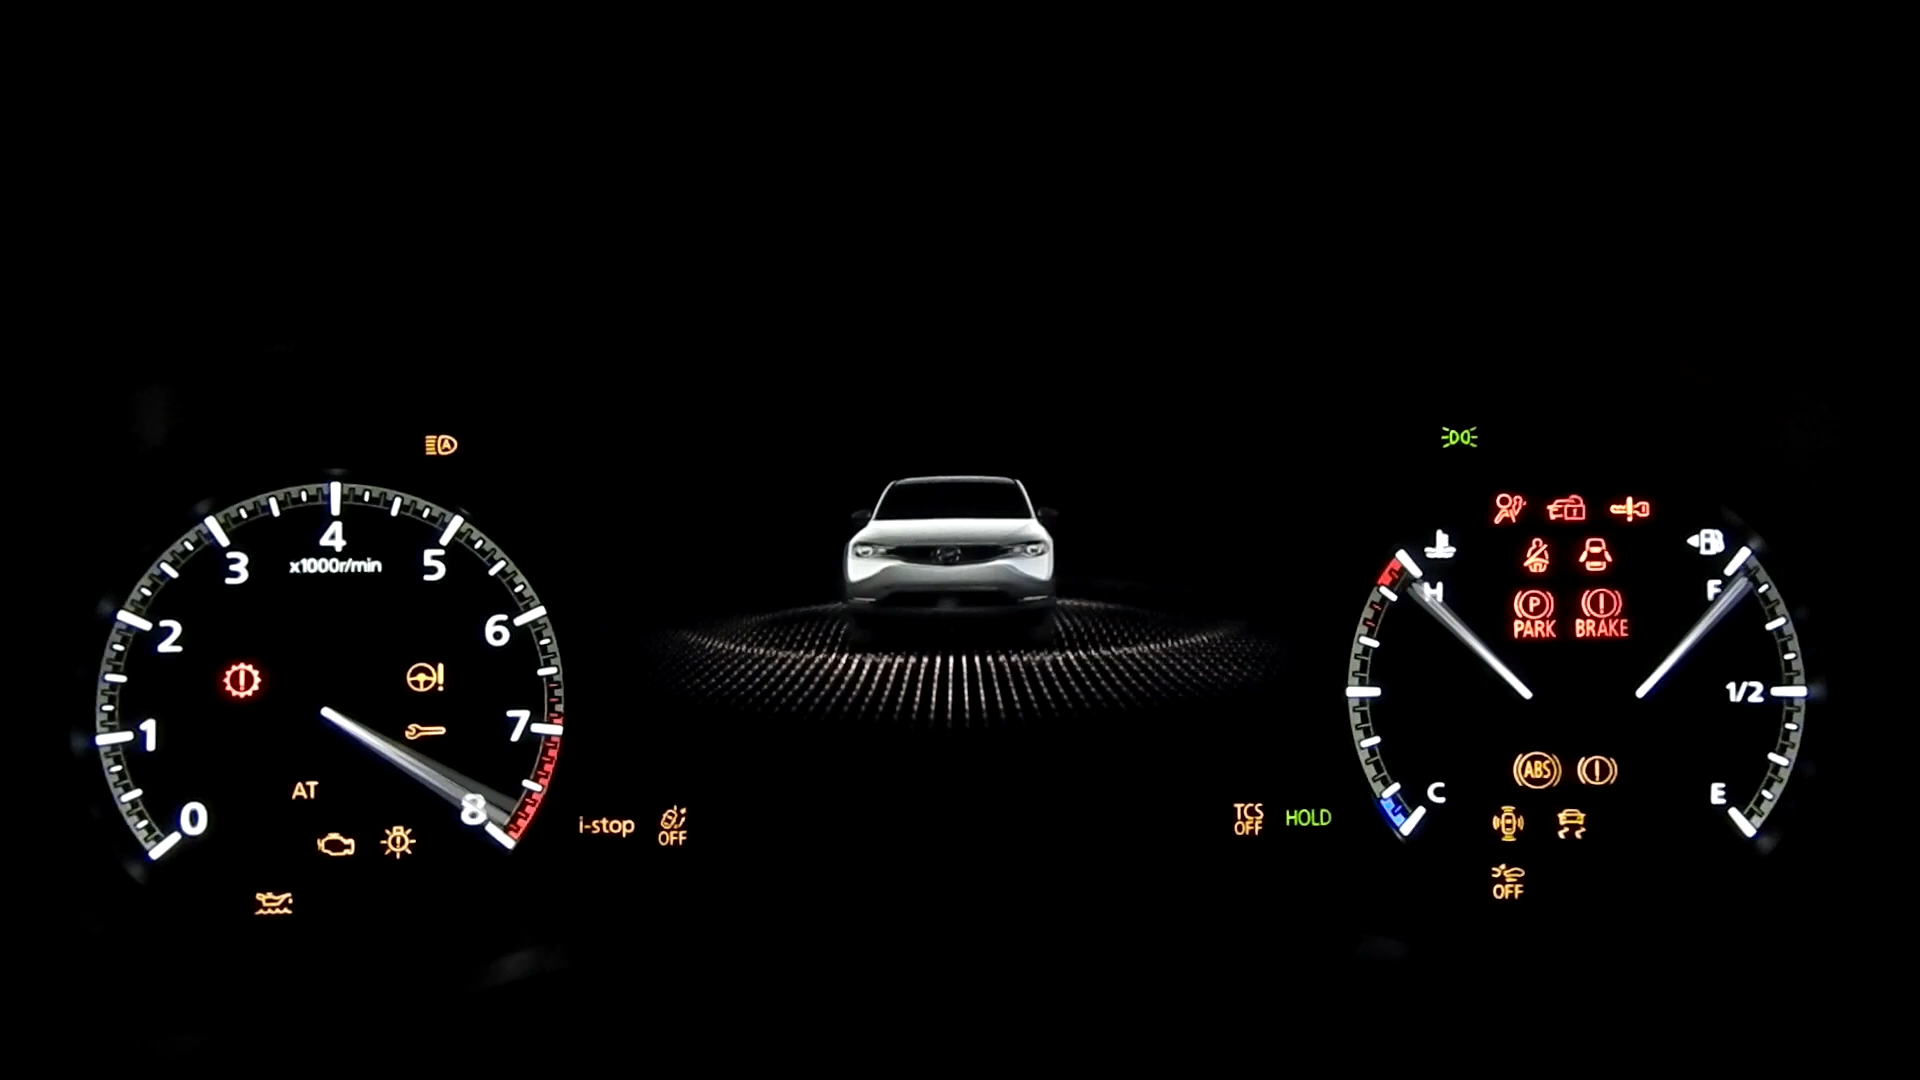 A
0
1
2
3
4
5
6
7
8
x1000r/min
AT
i-stop
OFF
TCS
OFF
HOLD
H
C
P
PARK
!
BRAKE
F
1/2
E
ABS
!
OFF